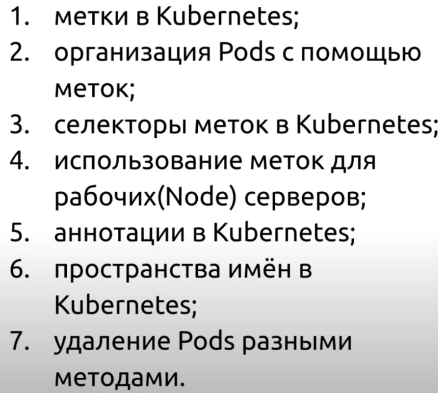 1. метки в Kubernetes;
2. организация Pods с помощью
меток;
3. селекторы меток в Kubernetes;
4. использование меток для
рабочих(Node) серверов;
5. аннотации в Kubernetes;
6. пространства имён в
Kubernetes;
7. удаление Pods разными
методами.